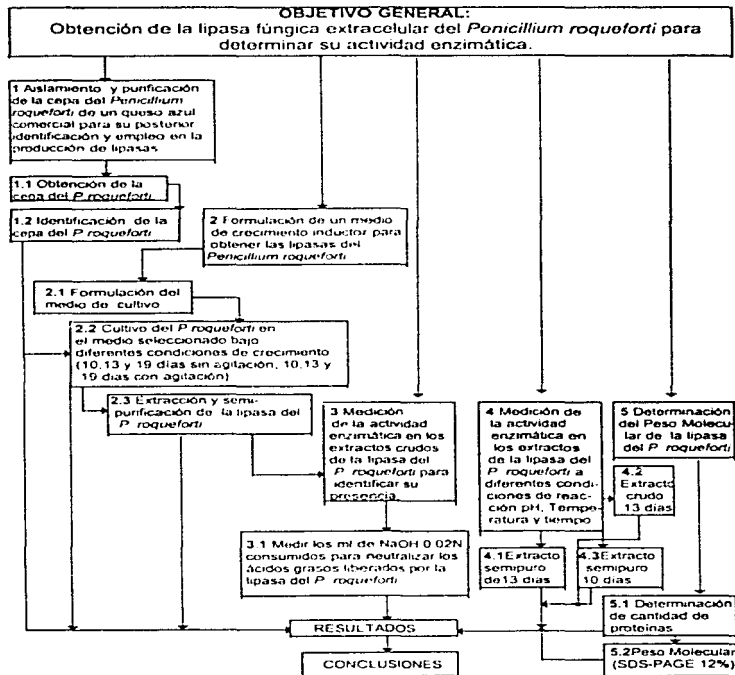 OBJETIVO GENERAL:
Obtención de la lipasa fúngica extracelular del Penicillium roqueforti para
determinar su actividad enzimática.
1 Aislamiento y purificación
de la cepa del Penicillium
roqueforti de un queso azul
comercial para su posterior
identificación y empleo en la
producción de lipasas
1.1 Obtención de la
cepa del P roqueforti
1.2 Identificación de la
cepa del P roqueforti
2 Formulación de un medio
de crecimiento inductor para
obtener las lipasas del
Penicillium roqueforti
2.1 Formulación del
medio de cultivo
2.2 Cultivo del P roqueforti en
el medio seleccionado bajo
diferentes condiciones de crecimiento
(10,13 y 19 días sin agitación, 10,13 y
19 días con agitación)
2.3 Extracción y semi-
purificación de la lipasa del
P. roqueforti
3 Medición
de la actividad
enzimática en los
extractos crudos
de la lipasa del
P. roqueforti para
identificar su
presencia
3.1 Medir los ml de NaOH 0.02N
consumidos para neutralizar los
ácidos grasos liberados por la
lipasa del P. roqueforti
4 Medición de
la actividad
enzimática en
los extractos
de la lipasa del
P. roqueforti a
diferentes condi-
ciones de reac-
ción pH, Tempe-
ratura y tiempo
4.1 Extracto
semipuro
de 13 días
4.2
Extracto
crudo
13 días
4.3 Extracto
semipuro
10 días
5 Determinación
del Peso Molecu-
lar de la lipasa
del P. roqueforti
5.1 Determinación
de cantidad de
proteínas
5.2 Peso Molecular
(SDS-PAGE 12%)
RESULTADOS
CONCLUSIONES